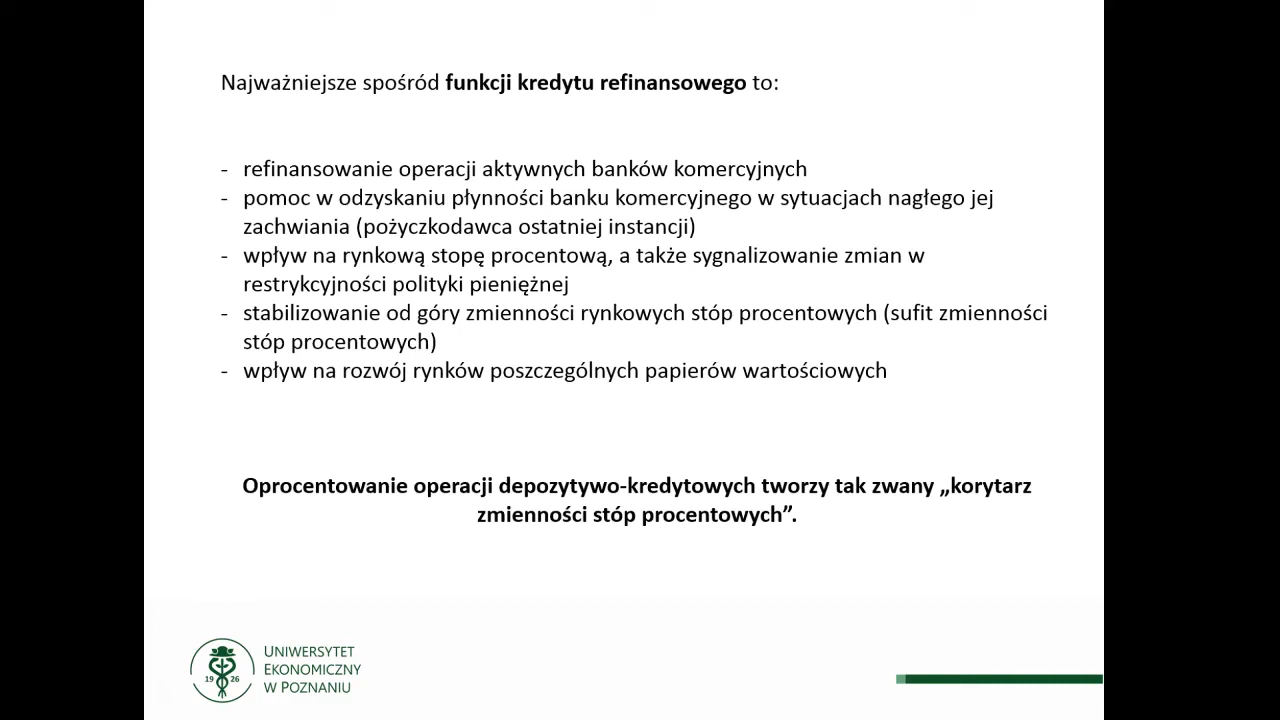 Najważniejsze spośród funkcji kredytu refinansowego to:
- refinansowanie operacji aktywnych banków komercyjnych
- pomoc w odzyskaniu płynności banku komercyjnego w sytuacjach nagłego jej
zachwiania (pożyczkodawca ostatniej instancji)
- wpływ na rynkową stopę procentową, a także sygnalizowanie zmian w
restrykcyjności polityki pieniężnej
- stabilizowanie od góry zmienności rynkowych stóp procentowych (sufit zmienności
stóp procentowych)
- wpływ na rozwój rynków poszczególnych papierów wartościowych
Oprocentowanie operacji depozytywo-kredytowych tworzy tak zwany „korytarz
zmienności stóp procentowych”.
19 26
UNIWERSYTET
EKONOMICZNY
W POZNANIU